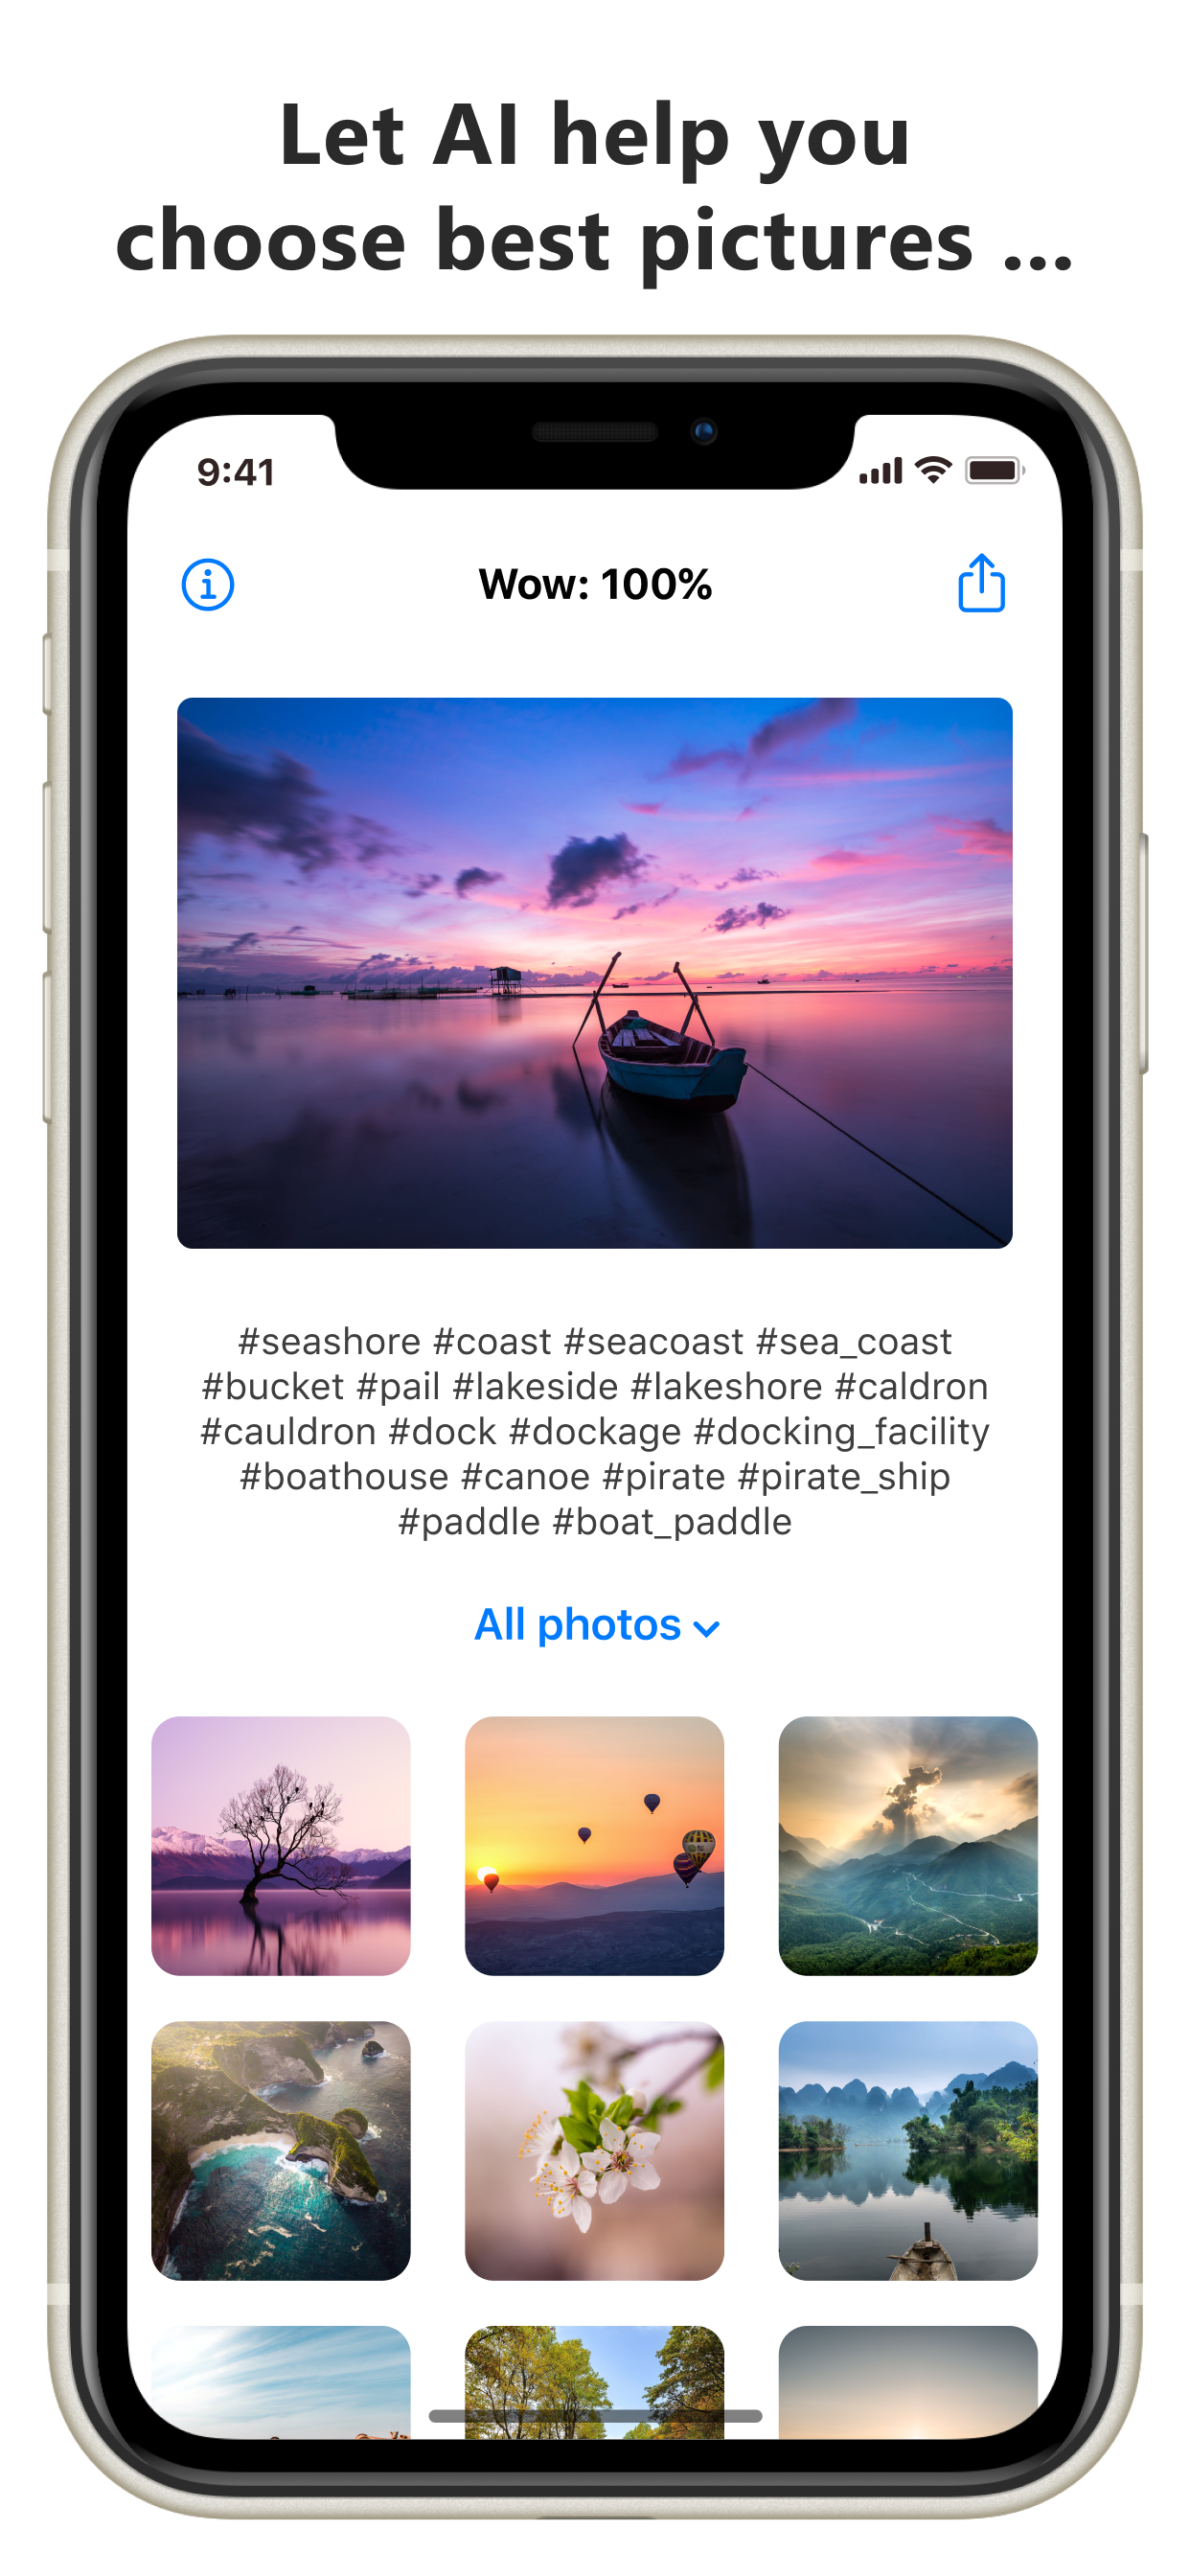 Let AI help you
choose best pictures ...
9:41
Wow: 100%
#seashore #coast #seacoast #sea_coast
#bucket #pail #lakeside #lakeshore #caldron
#cauldron #dock #dockage #docking_facility
#boathouse #canoe #pirate #pirate_ship
#paddle #boat_paddle
All photos